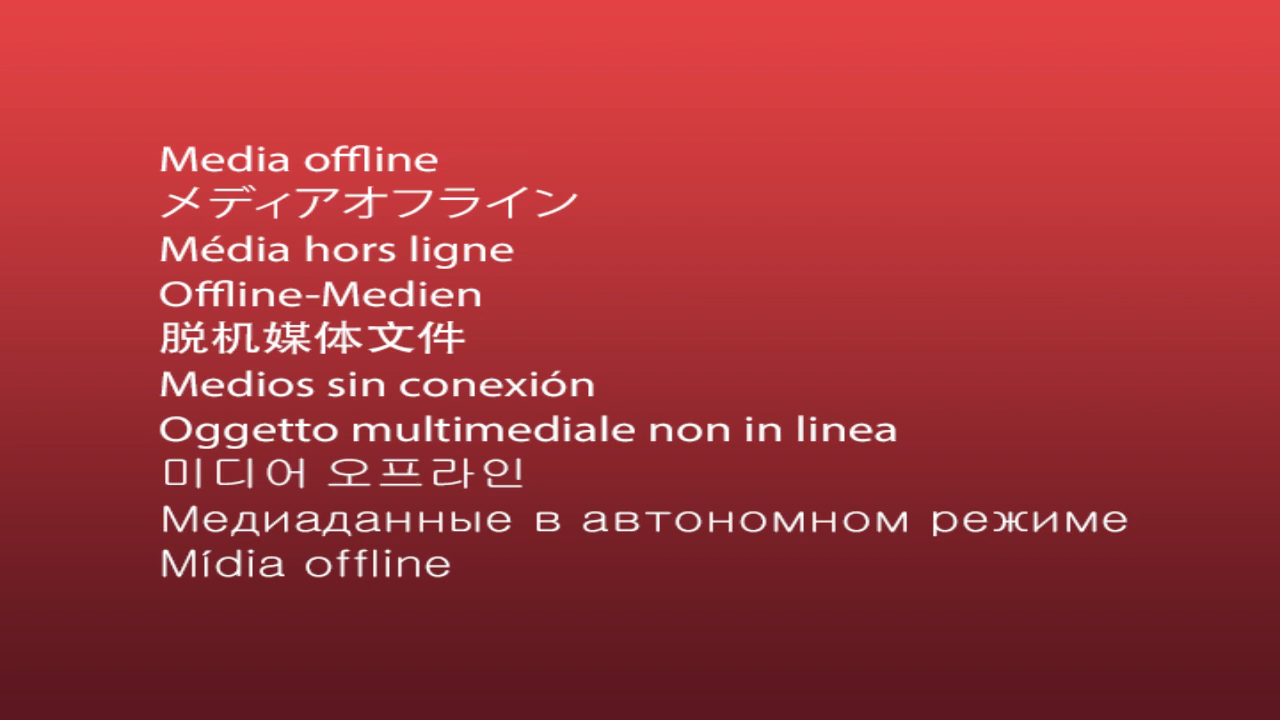 Media offline
メディアオフライン
Média hors ligne
Offline-Medien
脱机媒体文件
Medios sin conexión
Oggetto multimediale non in linea
미디어 오프라인
Медиаданные в автономном режиме
Mídia offline